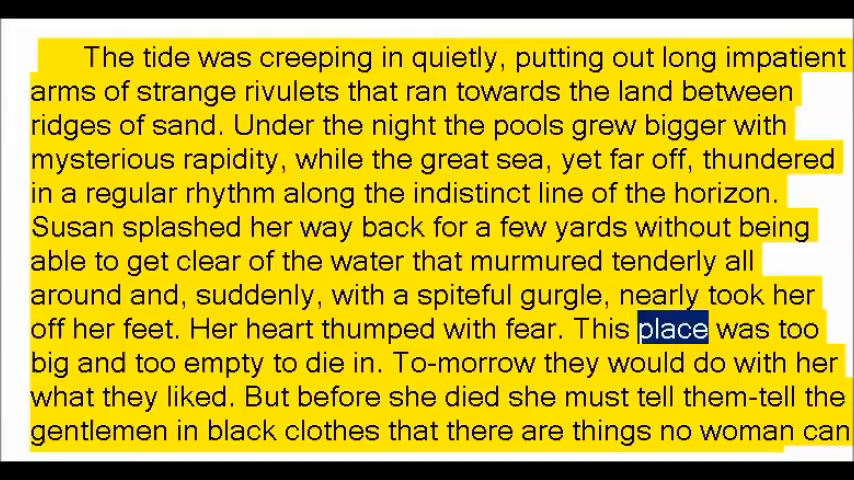 The tide was creeping in quietly, putting out long impatient
arms of strange rivulets that ran towards the land between
ridges of sand. Under the night the pools grew bigger with
mysterious rapidity, while the great sea, yet far off, thundered
in a regular rhythm along the indistinct line of the horizon.
Susan splashed her way back for a few yards without being
able to get clear of the water that murmured tenderly all
around and, suddenly, with a spiteful gurgle, nearly took her
off her feet. Her heart thumped with fear. This place was too
big and too empty to die in. To-morrow they would do with her
what they liked. But before she died she must tell them-tell the
gentlemen in black clothes that there are things no woman can